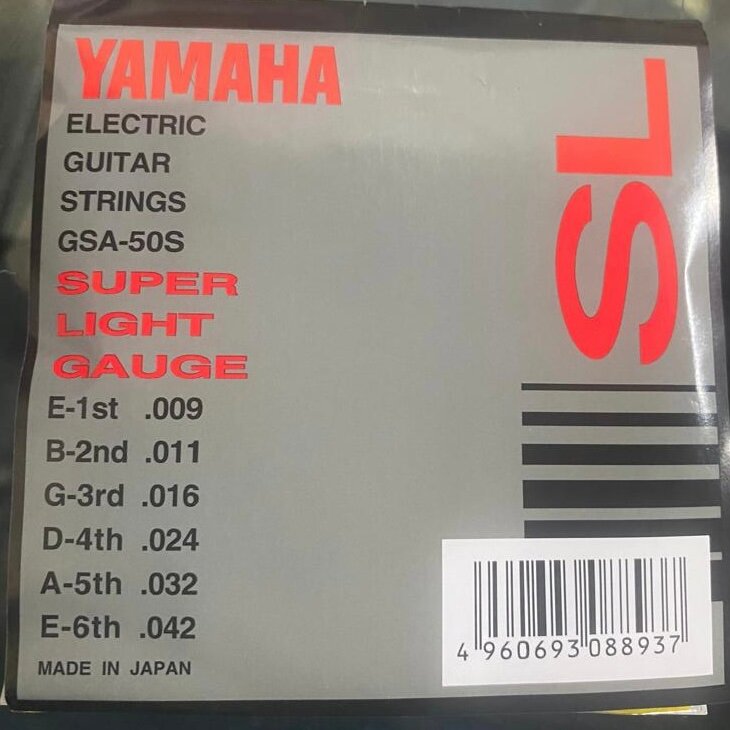 YAMAHA
ELECTRIC
GUITAR
STRINGS
GSA-50S
SUPER
LIGHT
GAUGE
E-1st .009
B-2nd .011
G-3rd .016
D-4th .024
A-5th .032
E-6th .042
MADE IN JAPAN
SL
4 960693 088937